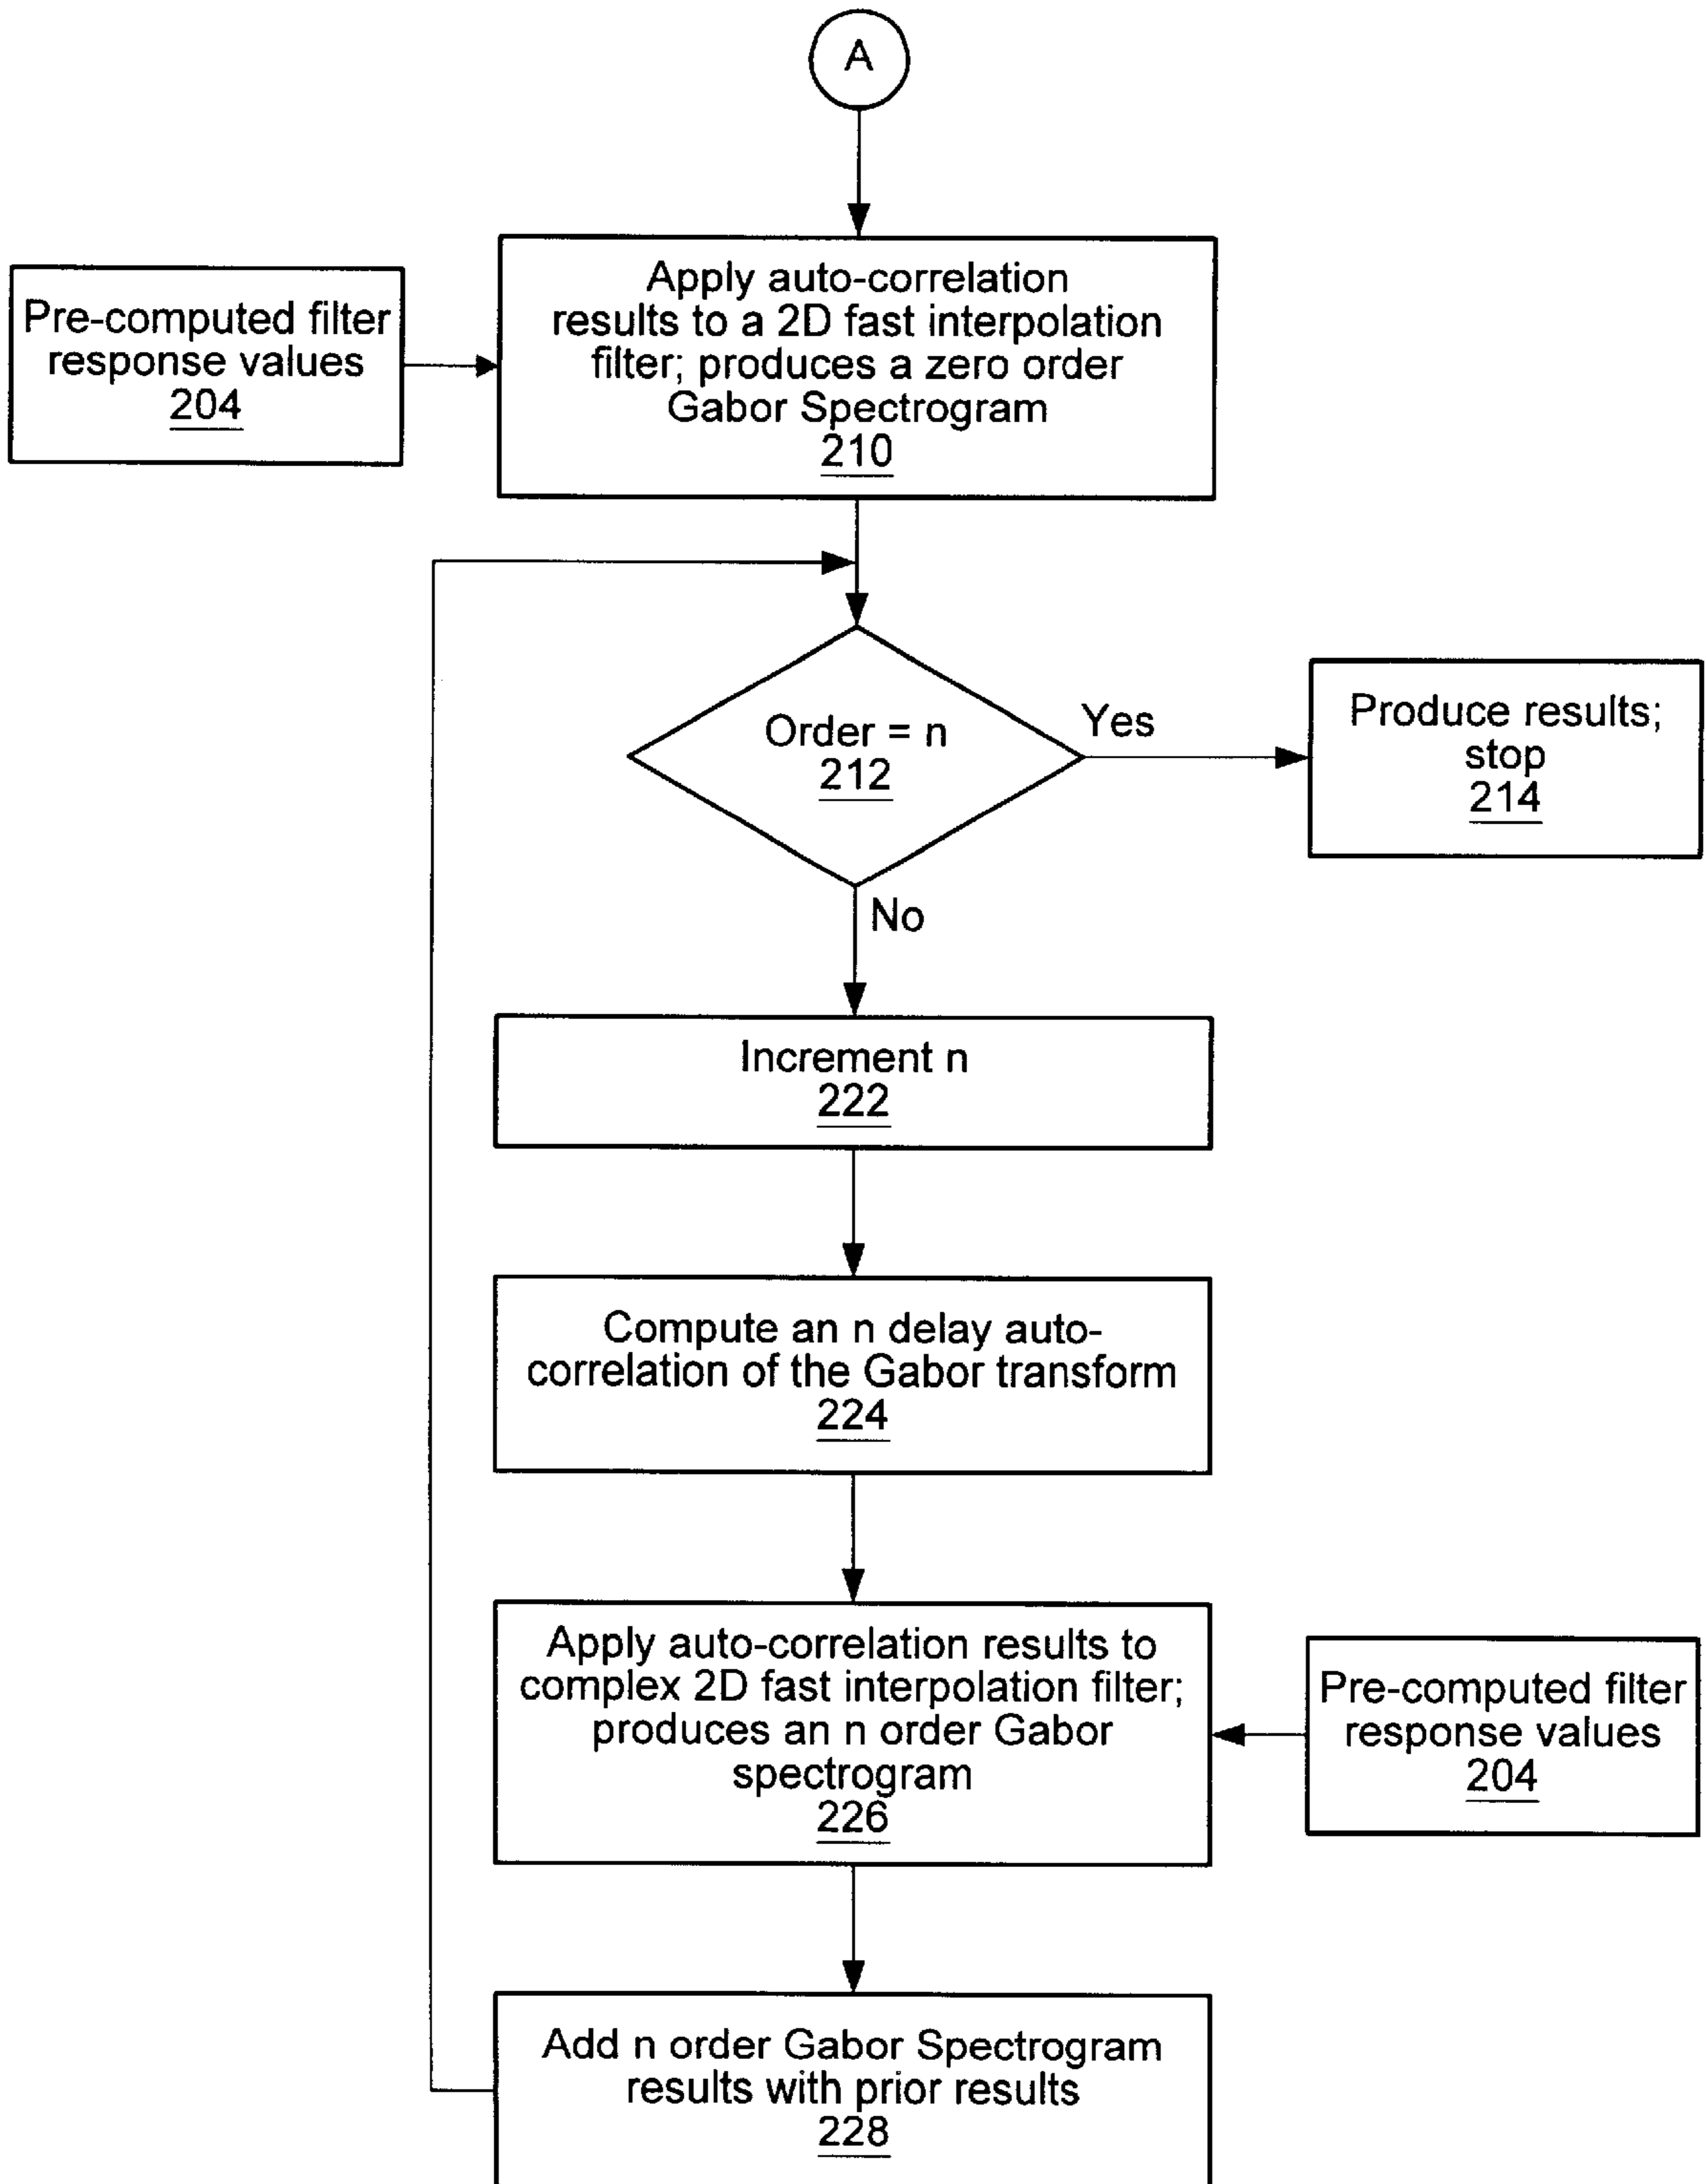 A
Pre-computed filter
response values
204
Apply auto-correlation
results to a 2D fast interpolation
filter; produces a zero order
Gabor Spectrogram
210
Order = n
212
Yes
Produce results;
stop
214
No
Increment n
222
Compute an n delay auto-
correlation of the Gabor transform
224
Apply auto-correlation results to
complex 2D fast interpolation filter;
produces an n order Gabor
spectrogram
226
Pre-computed filter
response values
204
Add n order Gabor Spectrogram
results with prior results
228